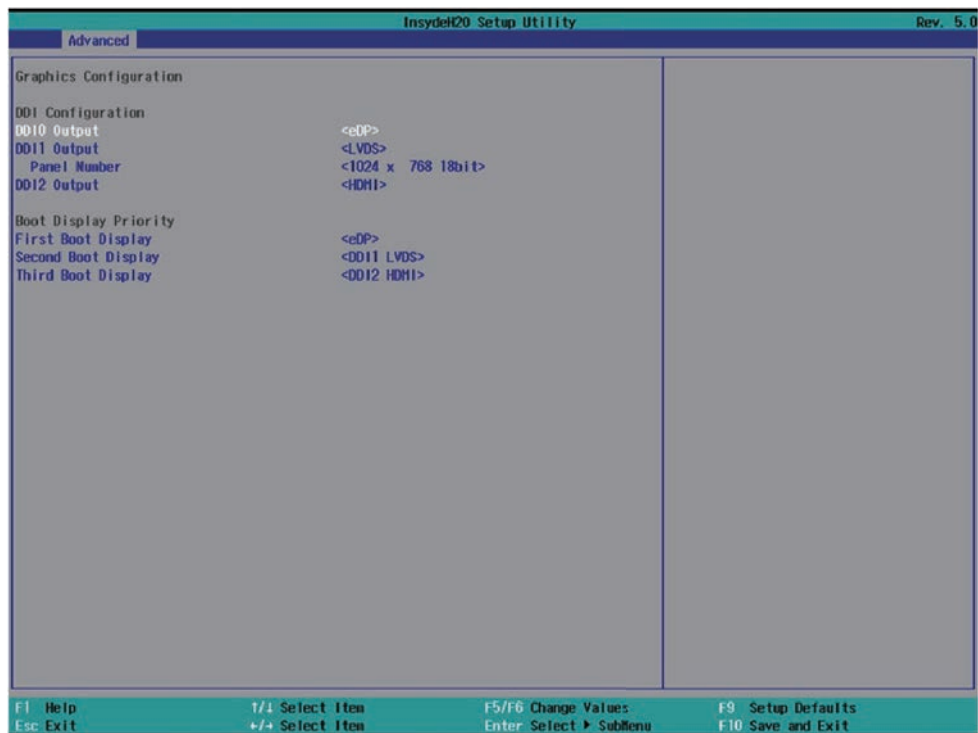 InsydeH20 Setup Utility Rev. 5.0
Advanced
Graphics Configuration
DDI Configuration
DDI0 Output <eDP>
DDI1 Output <LVDS>
Panel Number <1024 x 768 18bit>
DDI2 Output <HDMI>
Boot Display Priority
First Boot Display <eDP>
Second Boot Display <DDI1 LVDS>
Third Boot Display <DDI2 HDMI>
F1 Help ↑/↓ Select Item F5/F6 Change Values F9 Setup Defaults
Esc Exit ←/→ Select Item Enter Select ▶ SubMenu F10 Save and Exit